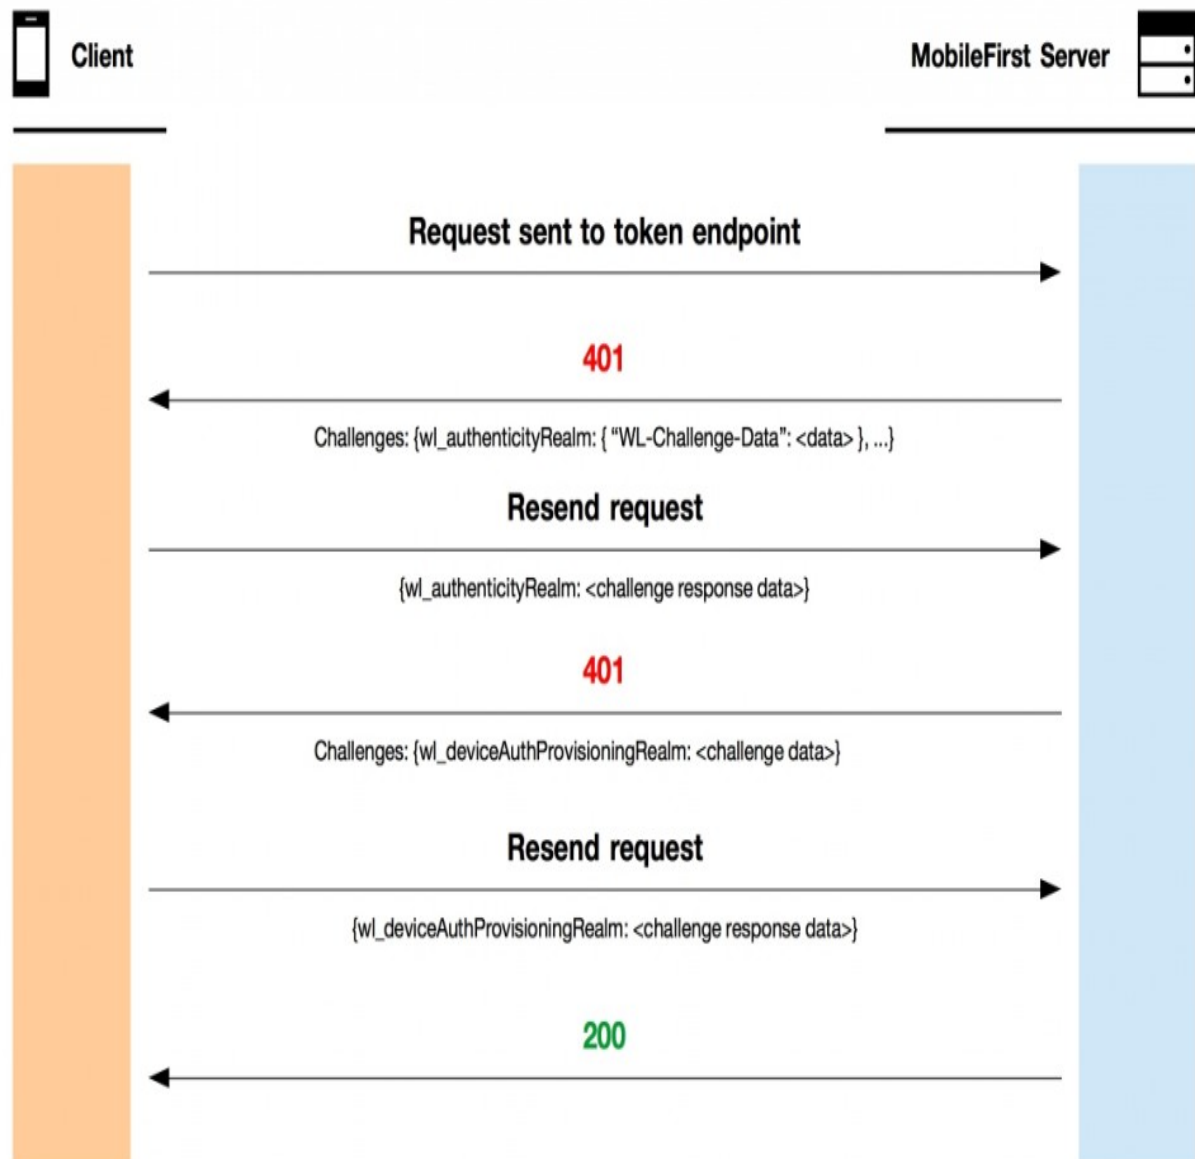 Client
MobileFirst Server
Request sent to token endpoint
401
Challenges: {wl_authenticityRealm: { “WL-Challenge-Data”: <data> }, ...}
Resend request
{wl_authenticityRealm: <challenge response data>}
401
Challenges: {wl_deviceAuthProvisioningRealm: <challenge data>}
Resend request
{wl_deviceAuthProvisioningRealm: <challenge response data>}
200